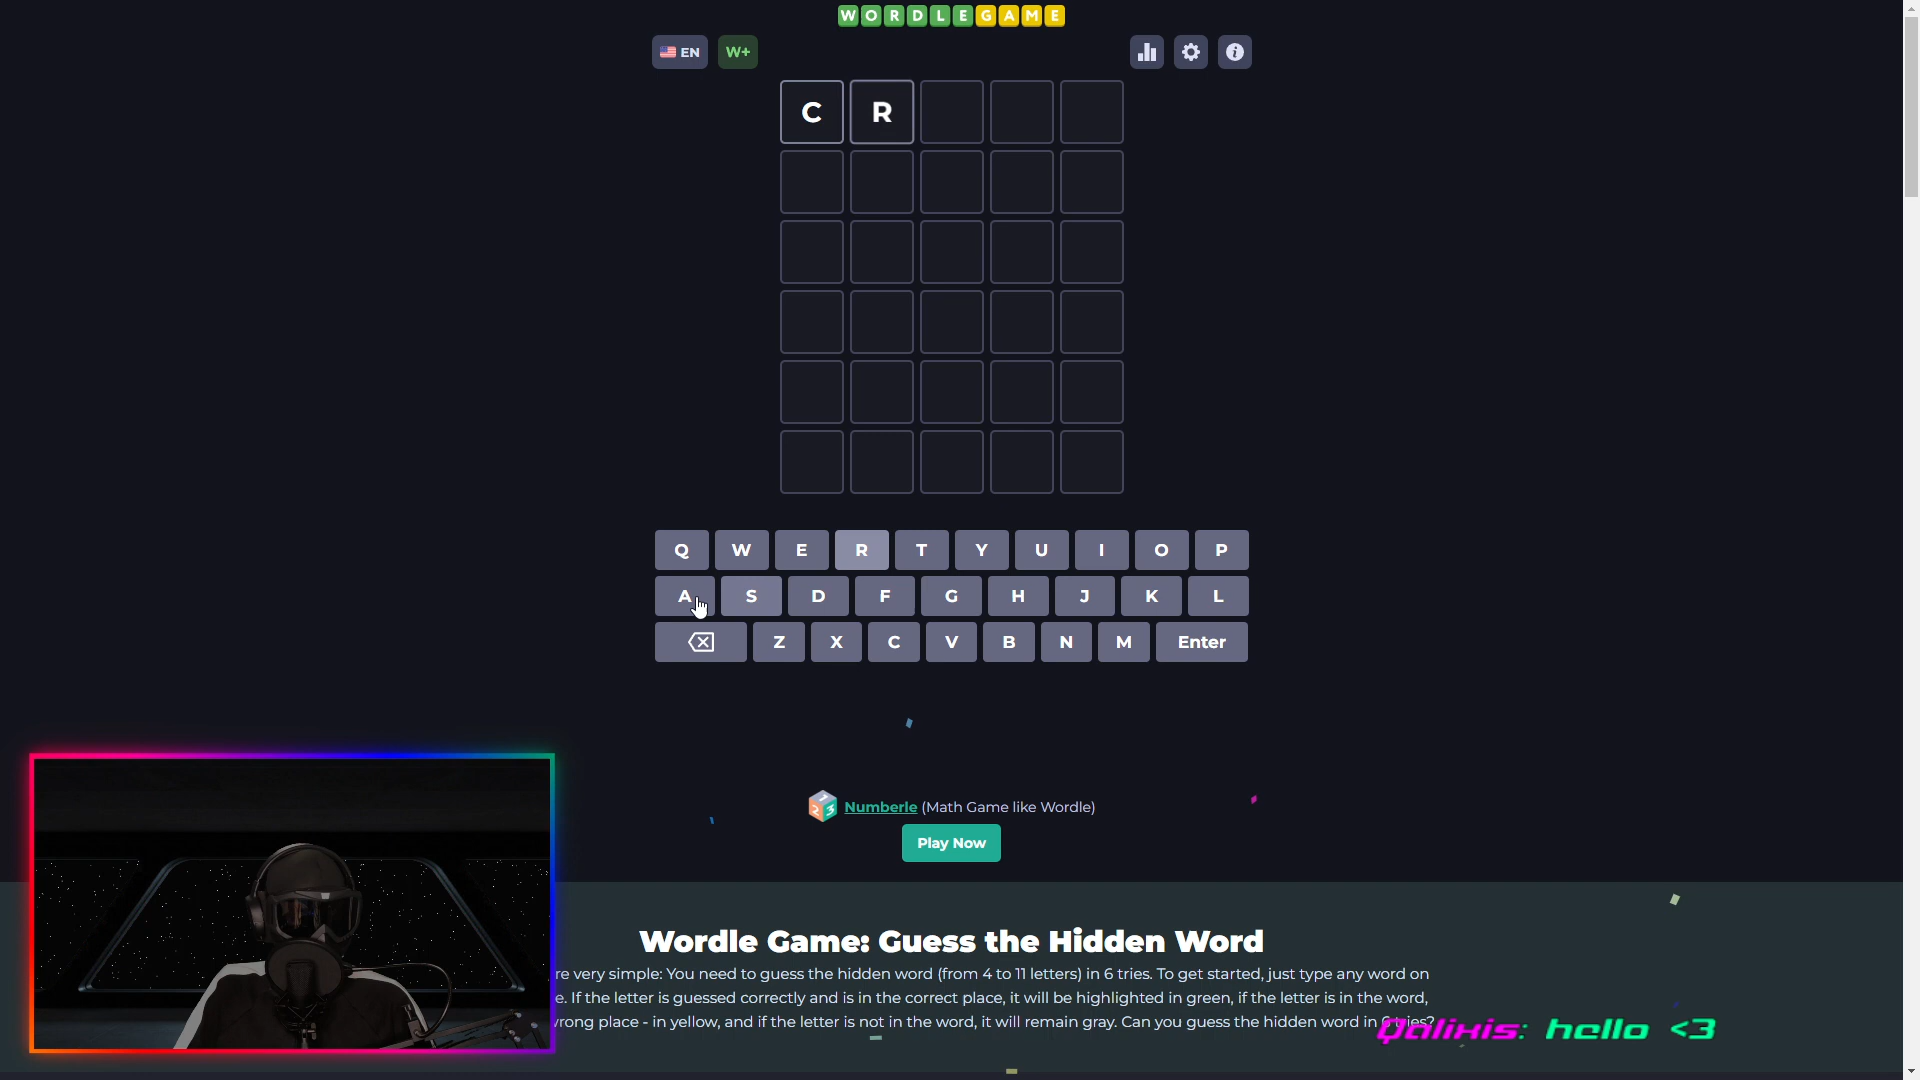 WORDLEGAME
EN W+
C R
Q W E R T Y U I O P
A S D F G H J K L
Z X C V B N M Enter
Numberle (Math Game like Wordle)
Play Now
Wordle Game: Guess the Hidden Word
re very simple: You need to guess the hidden word (from 4 to 11 letters) in 6 tries. To get started, just type any word on
e. If the letter is guessed correctly and is in the correct place, it will be highlighted in green, if the letter is in the word,
wrong place - in yellow, and if the letter is not in the word, it will remain gray. Can you guess the hidden word in 6 tries?
Qalixis: hello <3